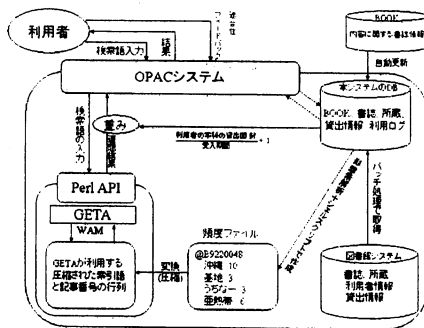 利用者
検索語入力
結果
OPACシステム
BOOK
内容に関する書誌情報
自動更新
本システムのDB
BOOK、書誌、所蔵、
貸出情報、利用ログ
検索語の入力
重み
利用者の本科の貸出冊
受入期間
+ 1
Perl API
GETA
WAM
GETAが利用する
圧縮された索引語
と記事番号の行列
変換
(圧縮)
頻度ファイル
@B9220048
沖縄 10
基地 3
うちなー 3
亜熱帯 6
バッチ処理で取得
図書館システム
書誌、所蔵
利用者情報
貸出情報